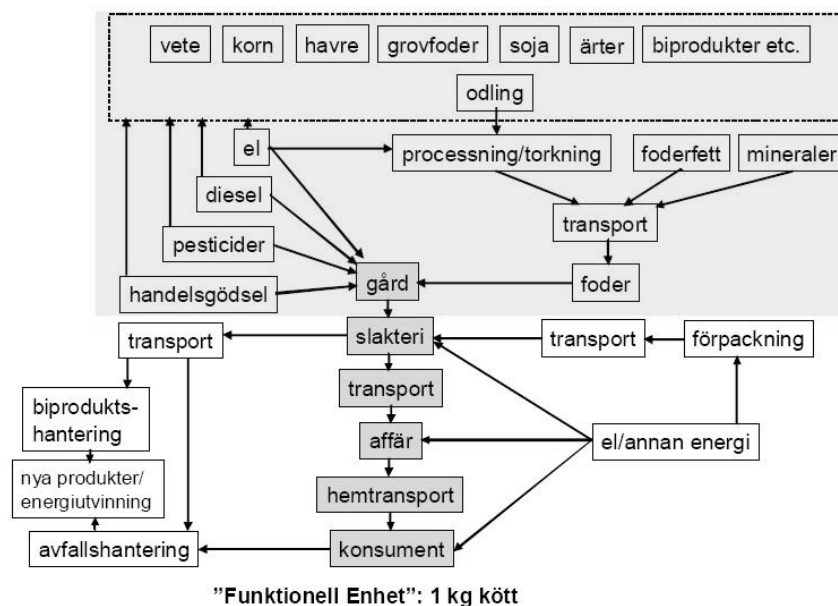 vete korn havre grovfoder soja ärter biprodukter etc.
odling
el processning/torkning foderfett mineraler
diesel
transport
pesticider
gård foder
handelsgödsel
transport slakteri transport förpackning
transport
biprodukts-
hantering
affär el/annan energi
nya produkter/
energiutvinning
hemtransport
avfallshantering konsument
”Funktionell Enhet”: 1 kg kött